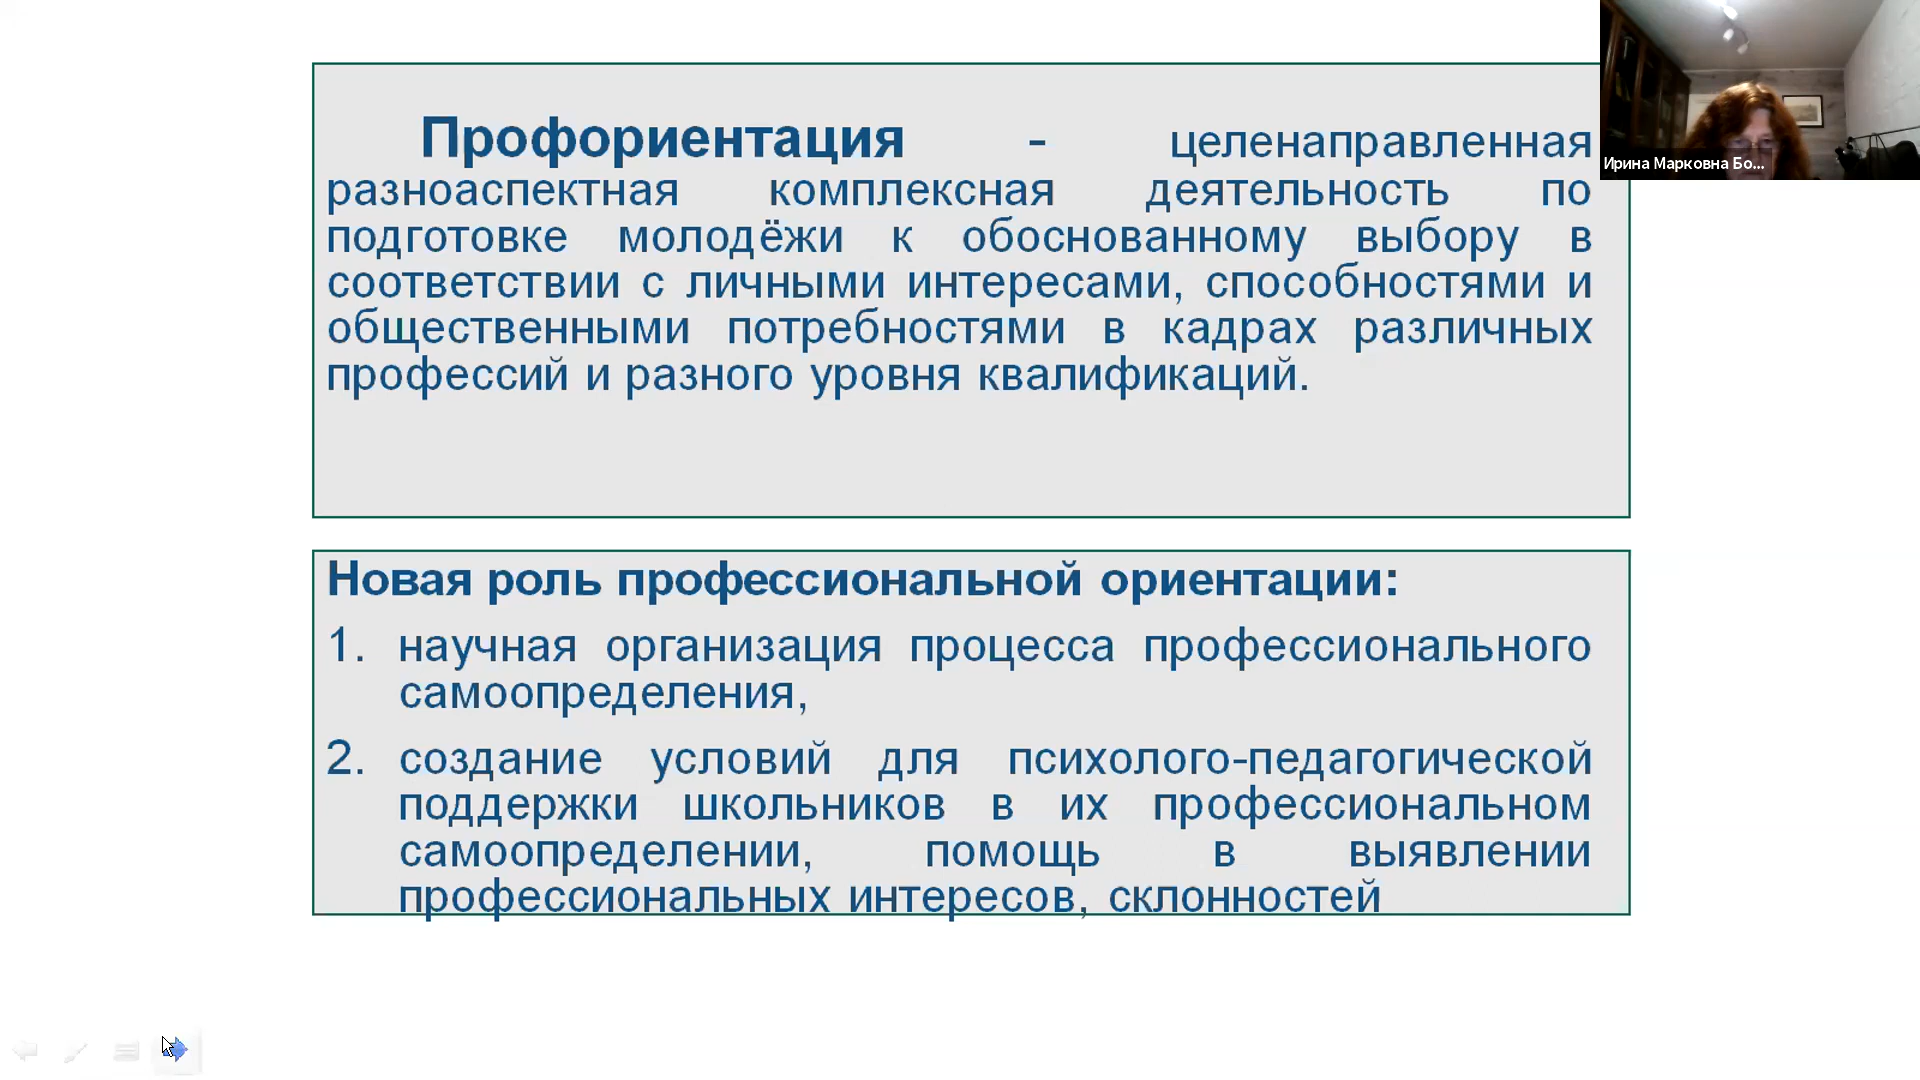 Профориентация - целенаправленная
разноаспектная комплексная деятельность по
подготовке молодёжи к обоснованному выбору в
соответствии с личными интересами, способностями и
общественными потребностями в кадрах различных
профессий и разного уровня квалификаций.
Ирина Марковна Бо...
Новая роль профессиональной ориентации:
1. научная организация процесса профессионального
самоопределения,
2. создание условий для психолого-педагогической
поддержки школьников в их профессиональном
самоопределении, помощь в выявлении
профессиональных интересов, склонностей